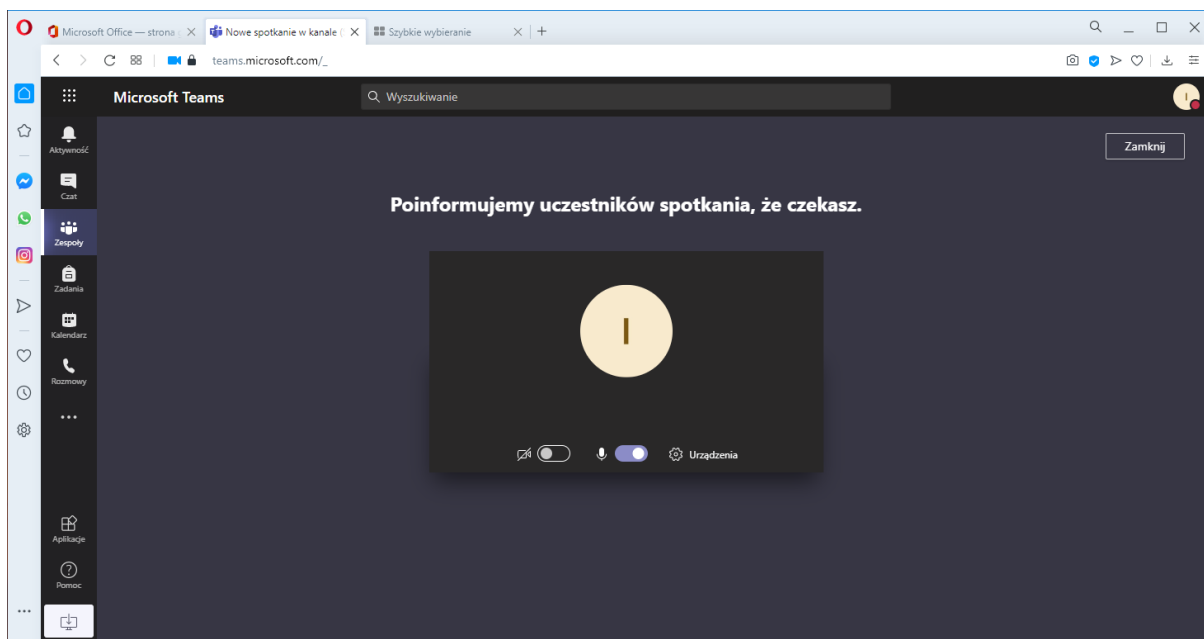 Microsoft Office — strona
Nowe spotkanie w kanale (
Szybkie wybieranie
teams.microsoft.com/_
Microsoft Teams
Wyszukiwanie
I
Aktywność
Czat
Zespoły
Zadania
Kalendarz
Rozmowy
Aplikacje
Pomoc
Zamknij
Poinformujemy uczestników spotkania, że czekasz.
I
Urządzenia